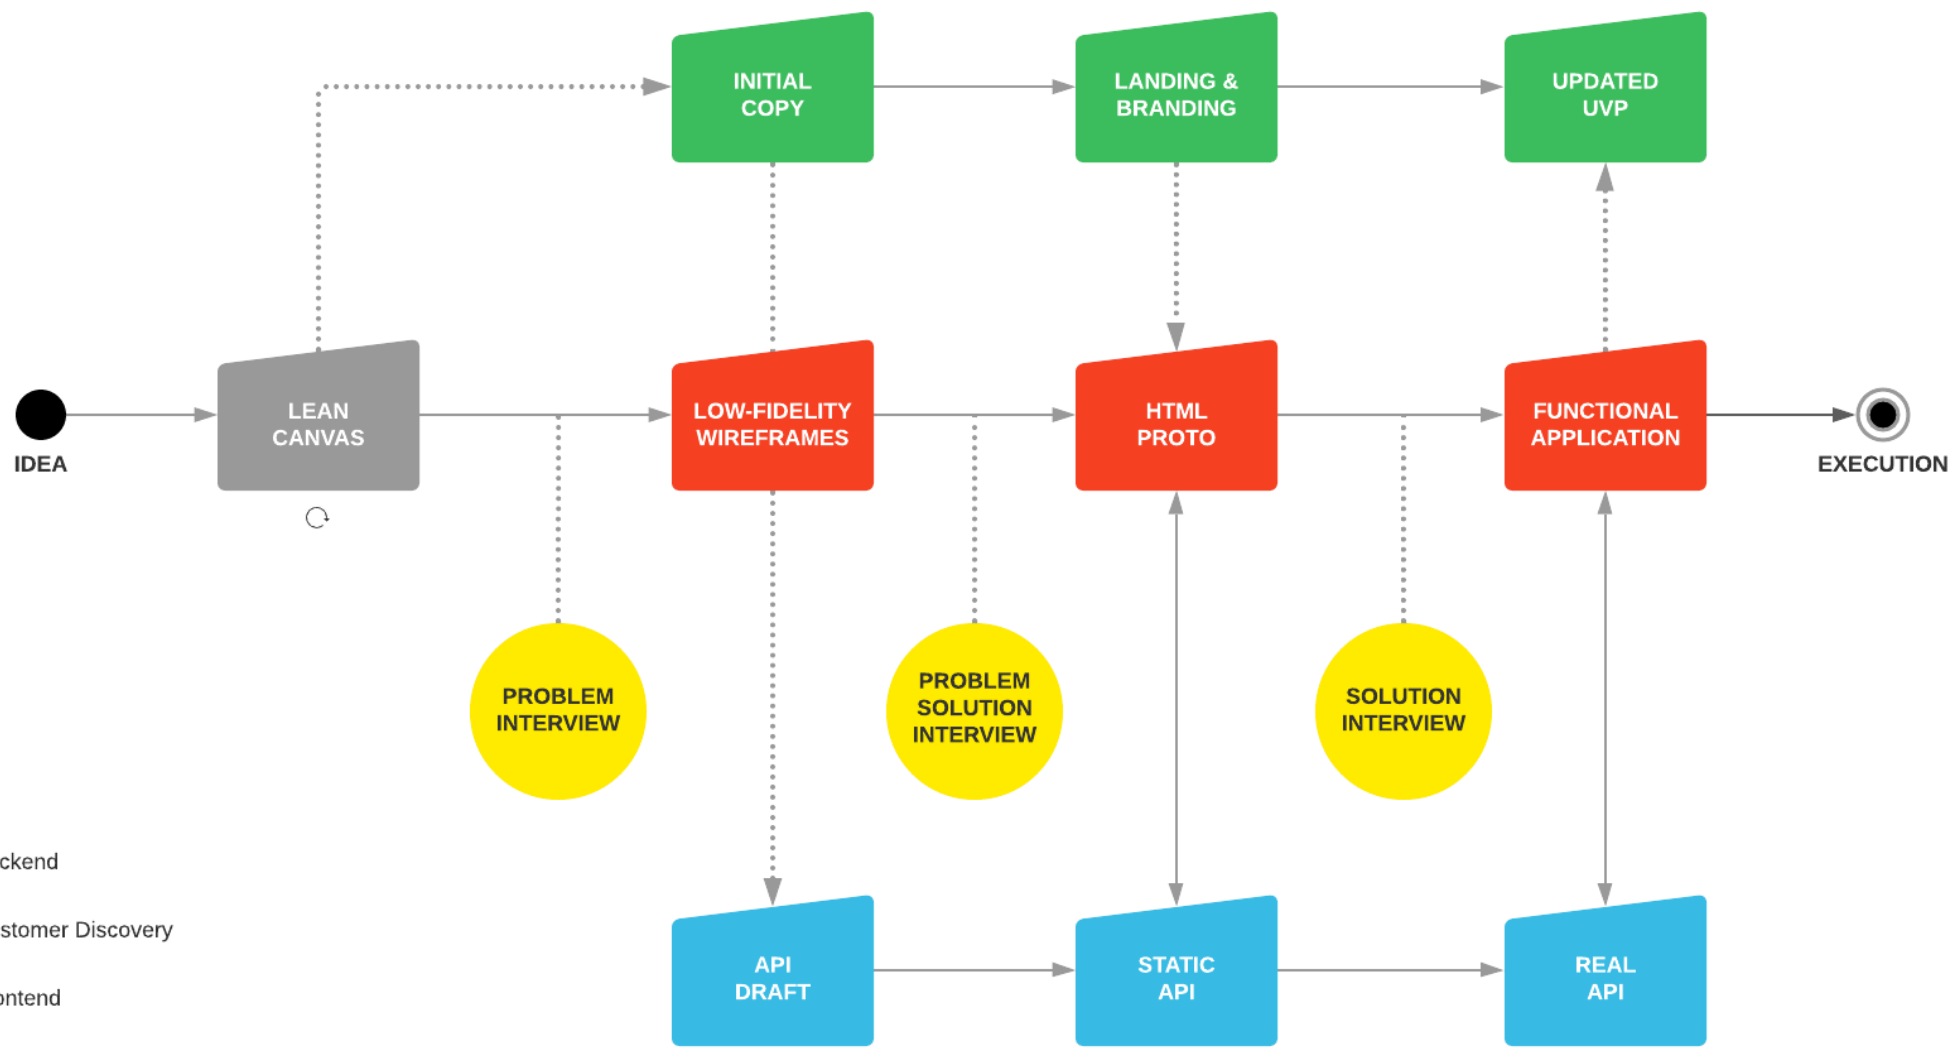 INITIAL
COPY
LANDING &
BRANDING
UPDATED
UVP
IDEA
LEAN
CANVAS
LOW-FIDELITY
WIREFRAMES
HTML
PROTO
FUNCTIONAL
APPLICATION
EXECUTION
PROBLEM
INTERVIEW
PROBLEM
SOLUTION
INTERVIEW
SOLUTION
INTERVIEW
ckend
stomer Discovery
ontend
API
DRAFT
STATIC
API
REAL
API